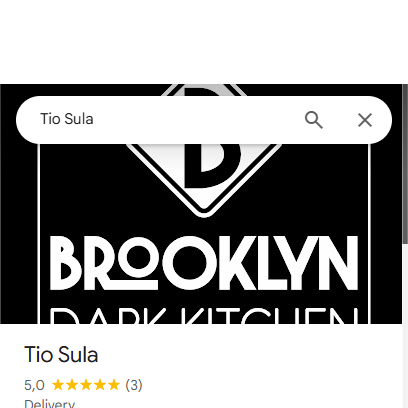 Tio Sula
B
BROOKLYN
DARK KITCHEN
Tio Sula
5,0 (3)
Delivery